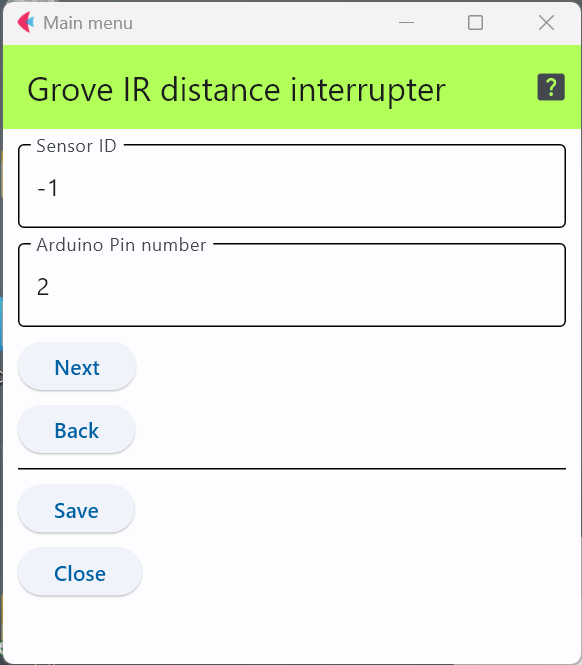 Main menu
Grove IR distance interrupter
?
Sensor ID
-1
Arduino Pin number
2
Next
Back
Save
Close